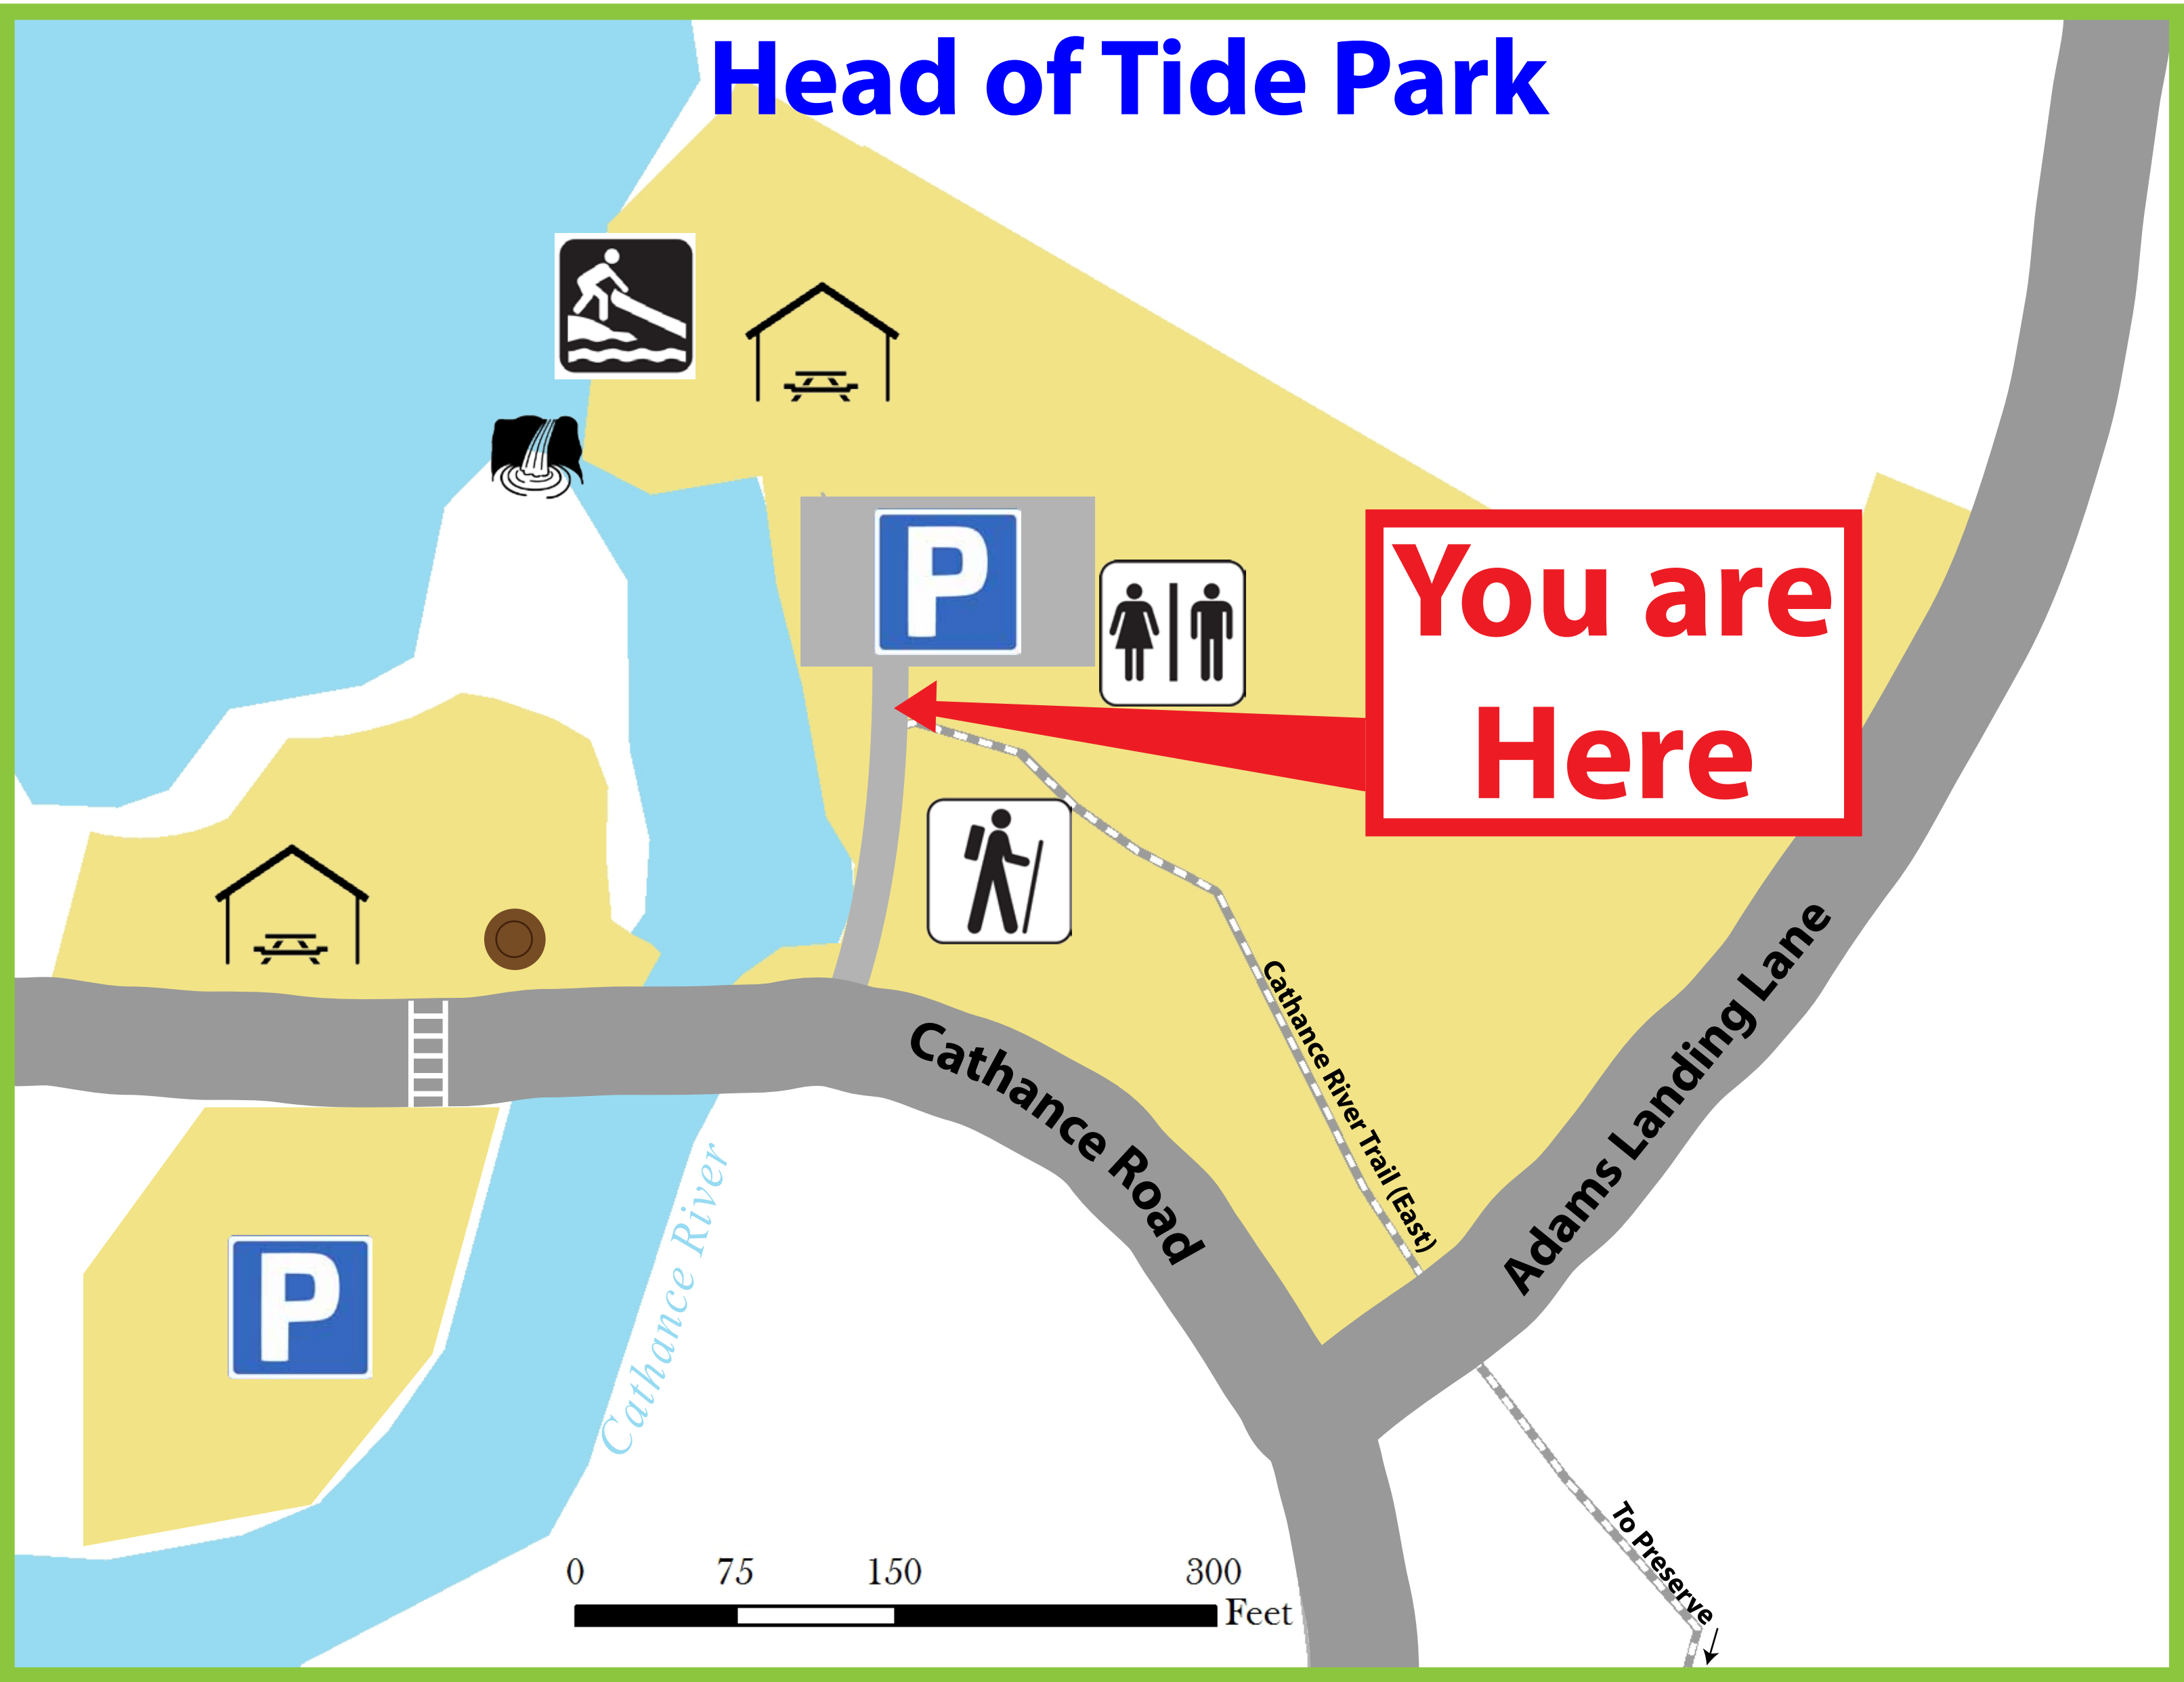 Head of Tide Park
P
You are
Here
Cathance River Trail (East)
Adams Landing Lane
Cathance Road
Cathance River
P
To Preserve
0 75 150 300
Feet